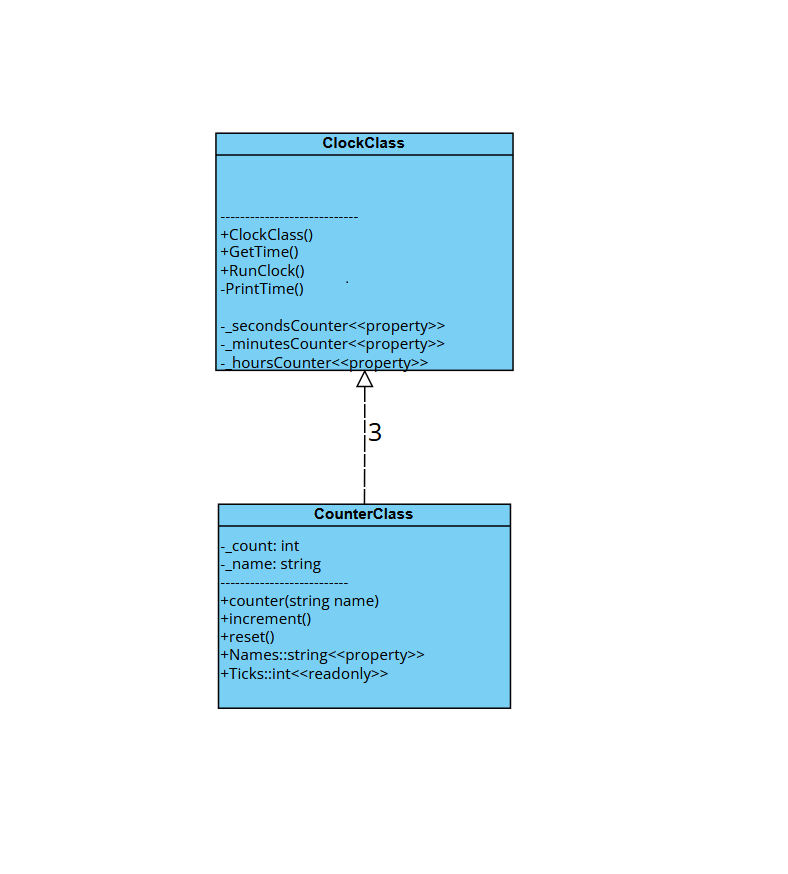 ClockClass
----------------------------
+ClockClass()
+GetTime()
+RunClock()
.
-PrintTime()
-_secondsCounter<<property>>
-_minutesCounter<<property>>
-_hoursCounter<<property>>
3
CounterClass
-_count: int
-_name: string
--------------------------
+counter(string name)
+increment()
+reset()
+Names::string<<property>>
+Ticks::int<<readonly>>